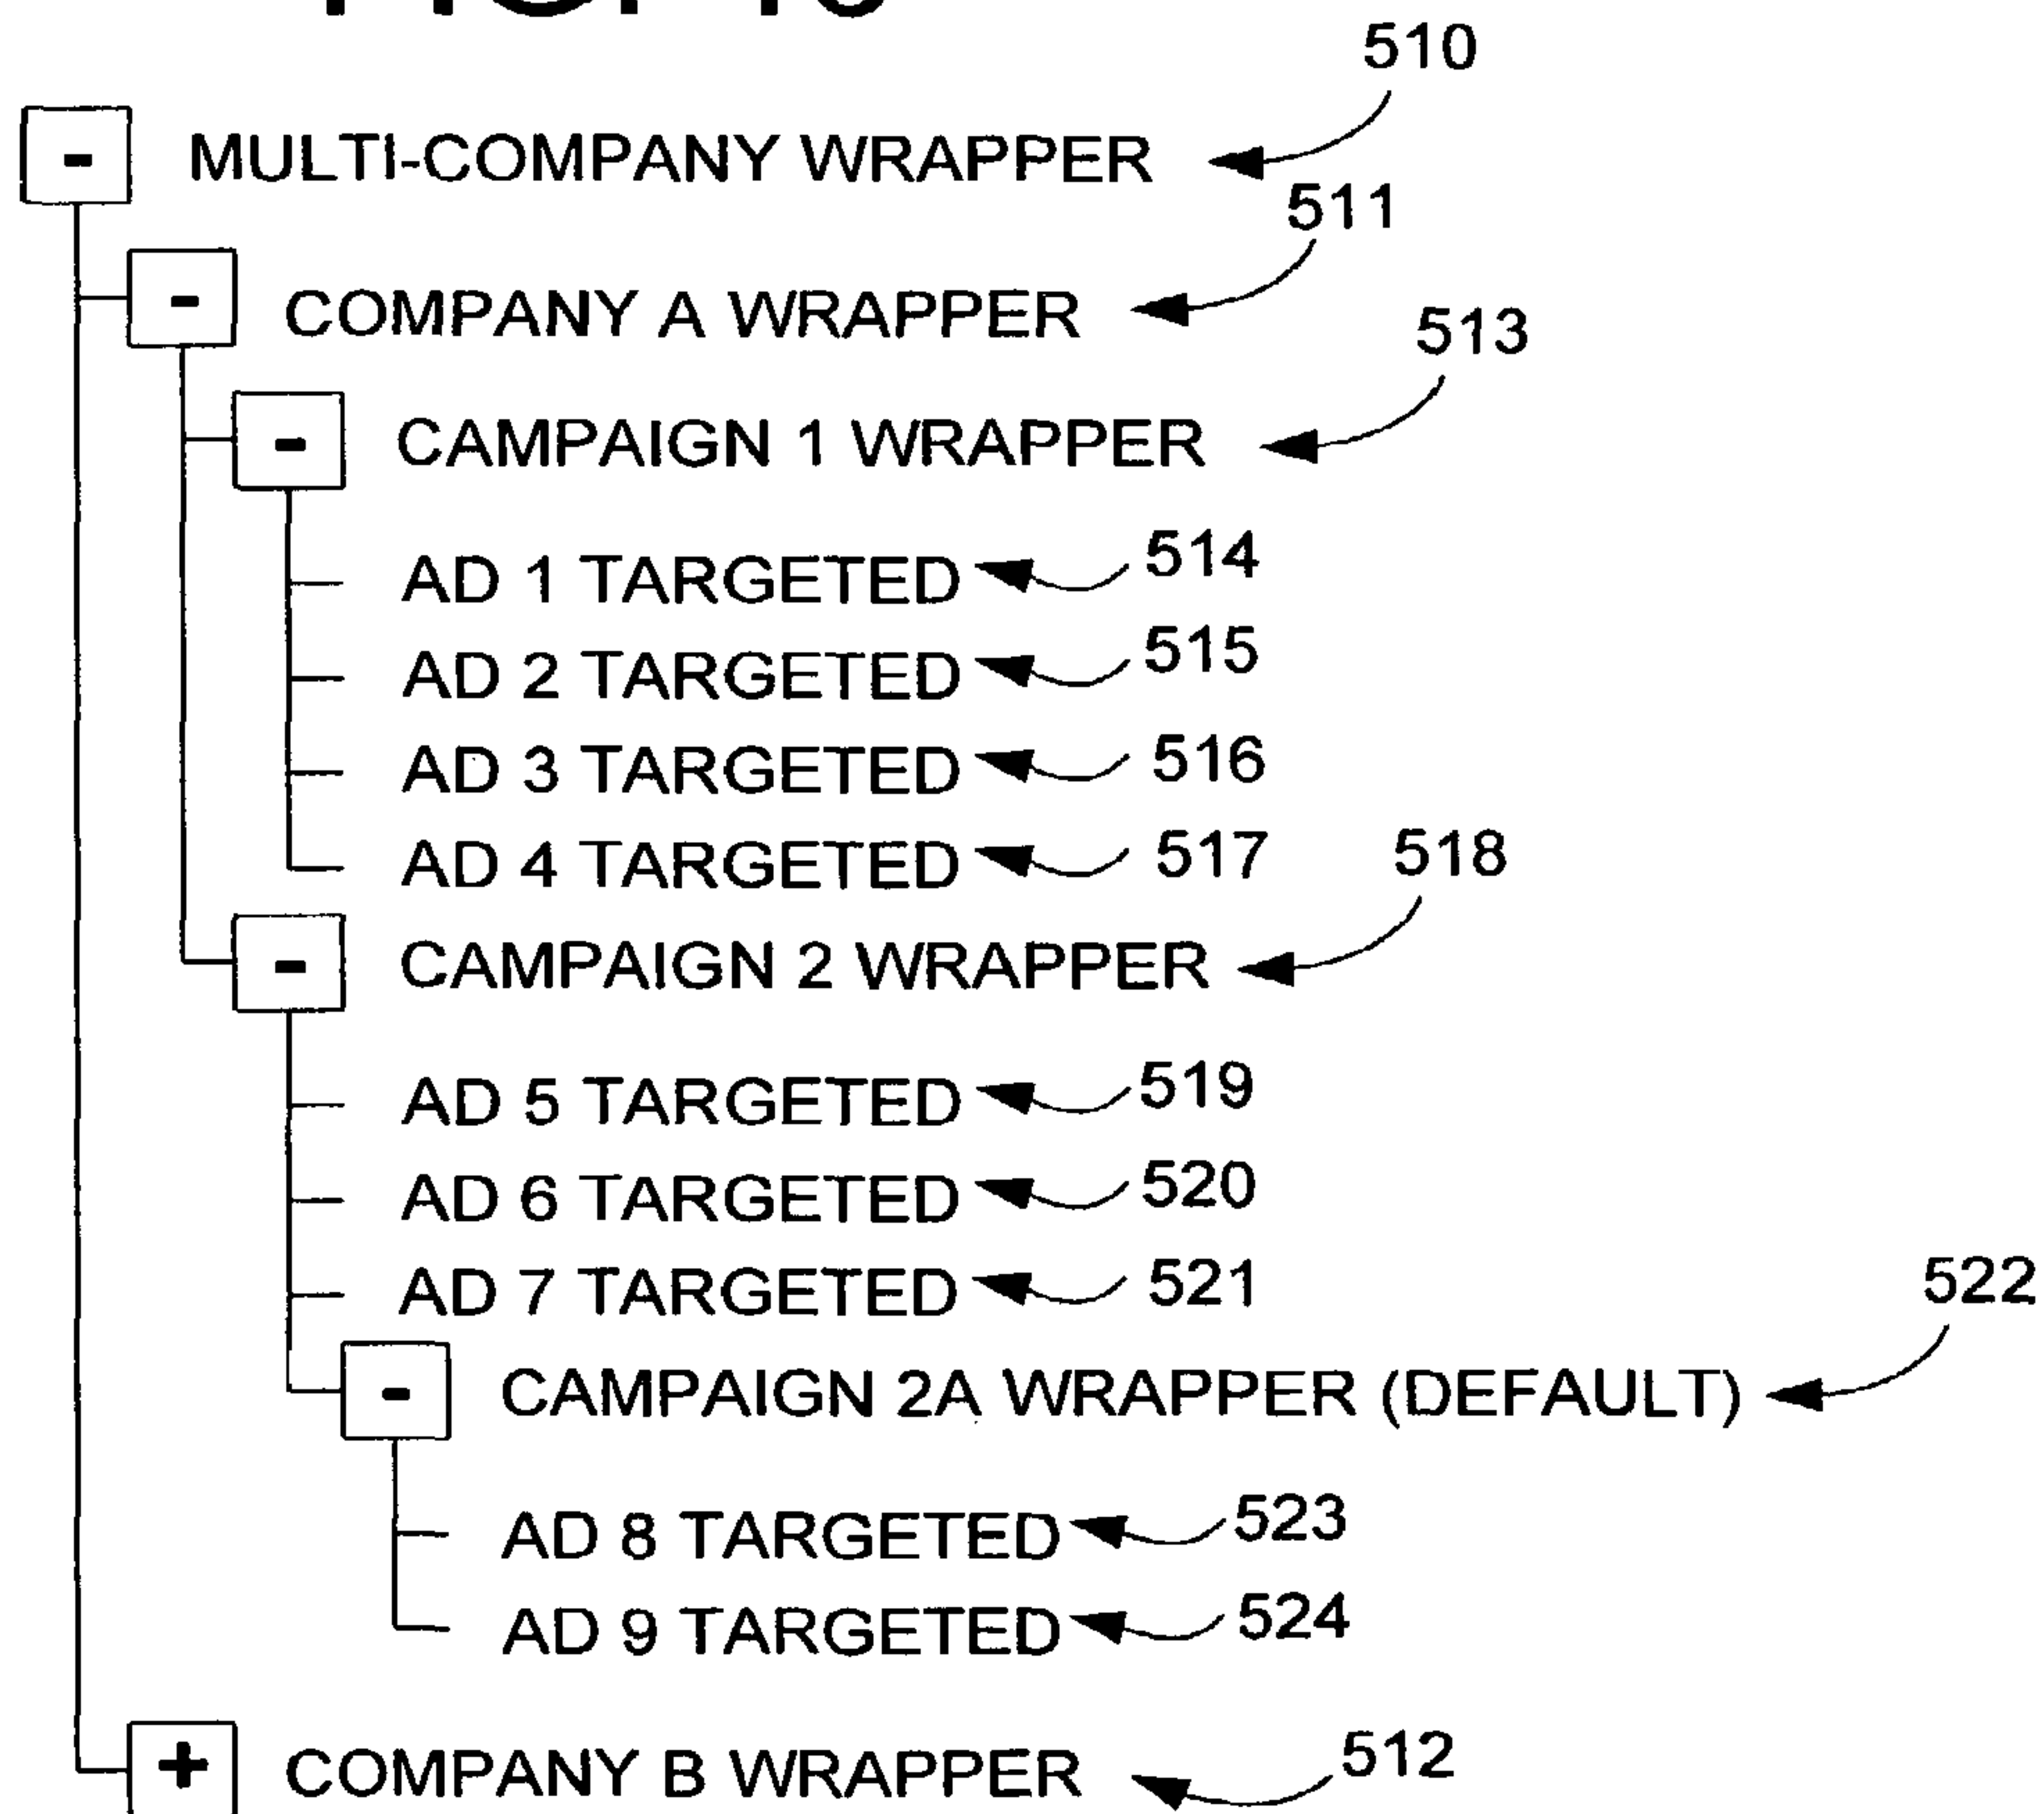 510
MULTI-COMPANY WRAPPER
511
COMPANY A WRAPPER
513
CAMPAIGN 1 WRAPPER
AD 1 TARGETED 514
AD 2 TARGETED 515
AD 3 TARGETED 516
AD 4 TARGETED 517
518
CAMPAIGN 2 WRAPPER
AD 5 TARGETED 519
AD 6 TARGETED 520
AD 7 TARGETED 521
522
CAMPAIGN 2A WRAPPER (DEFAULT)
AD 8 TARGETED 523
AD 9 TARGETED 524
COMPANY B WRAPPER 512